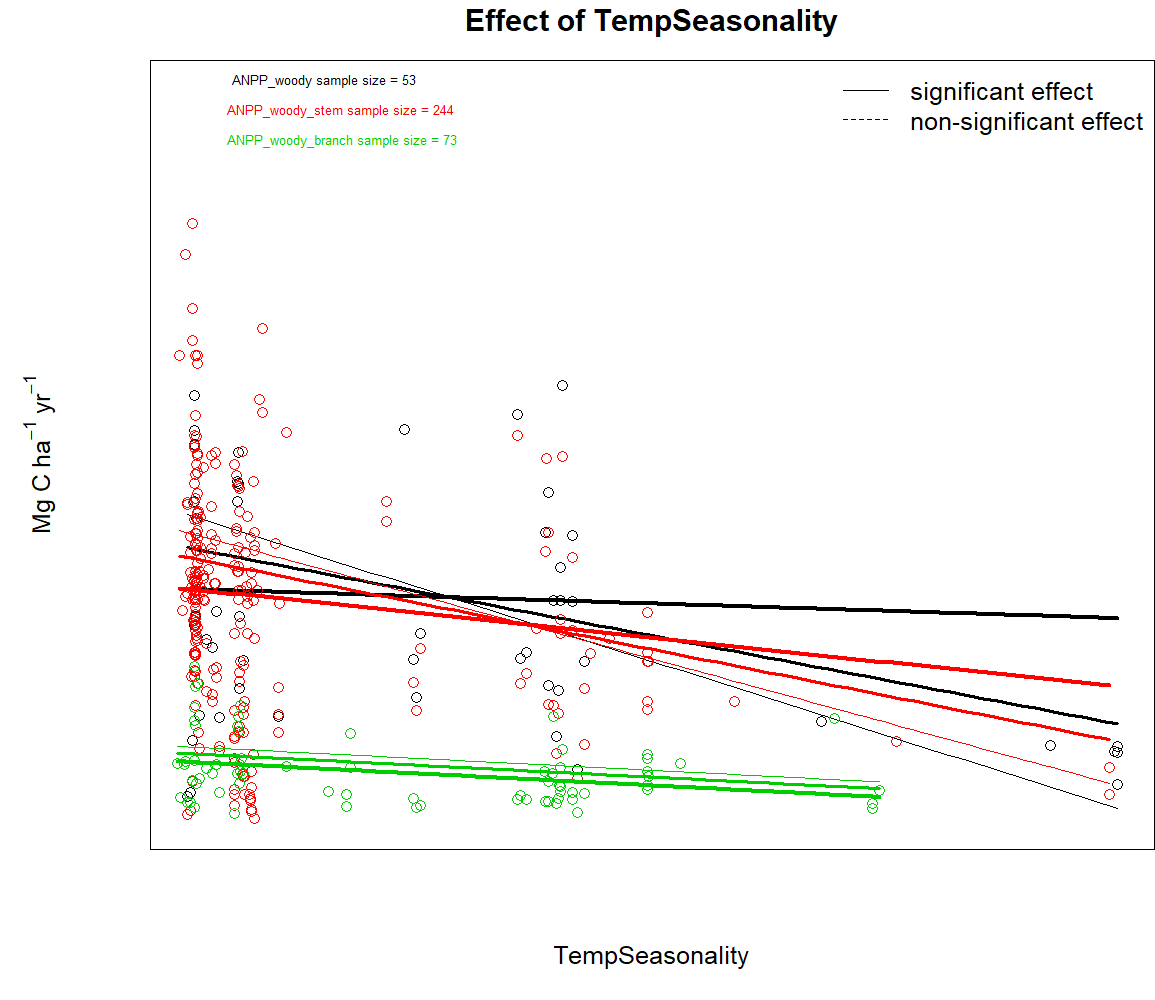 Effect of TempSeasonality
ANPP_woody sample size = 53
ANPP_woody_stem sample size = 244
ANPP_woody_branch sample size = 73
significant effect
non-significant effect
Mg C ha⁻¹ yr⁻¹
TempSeasonality